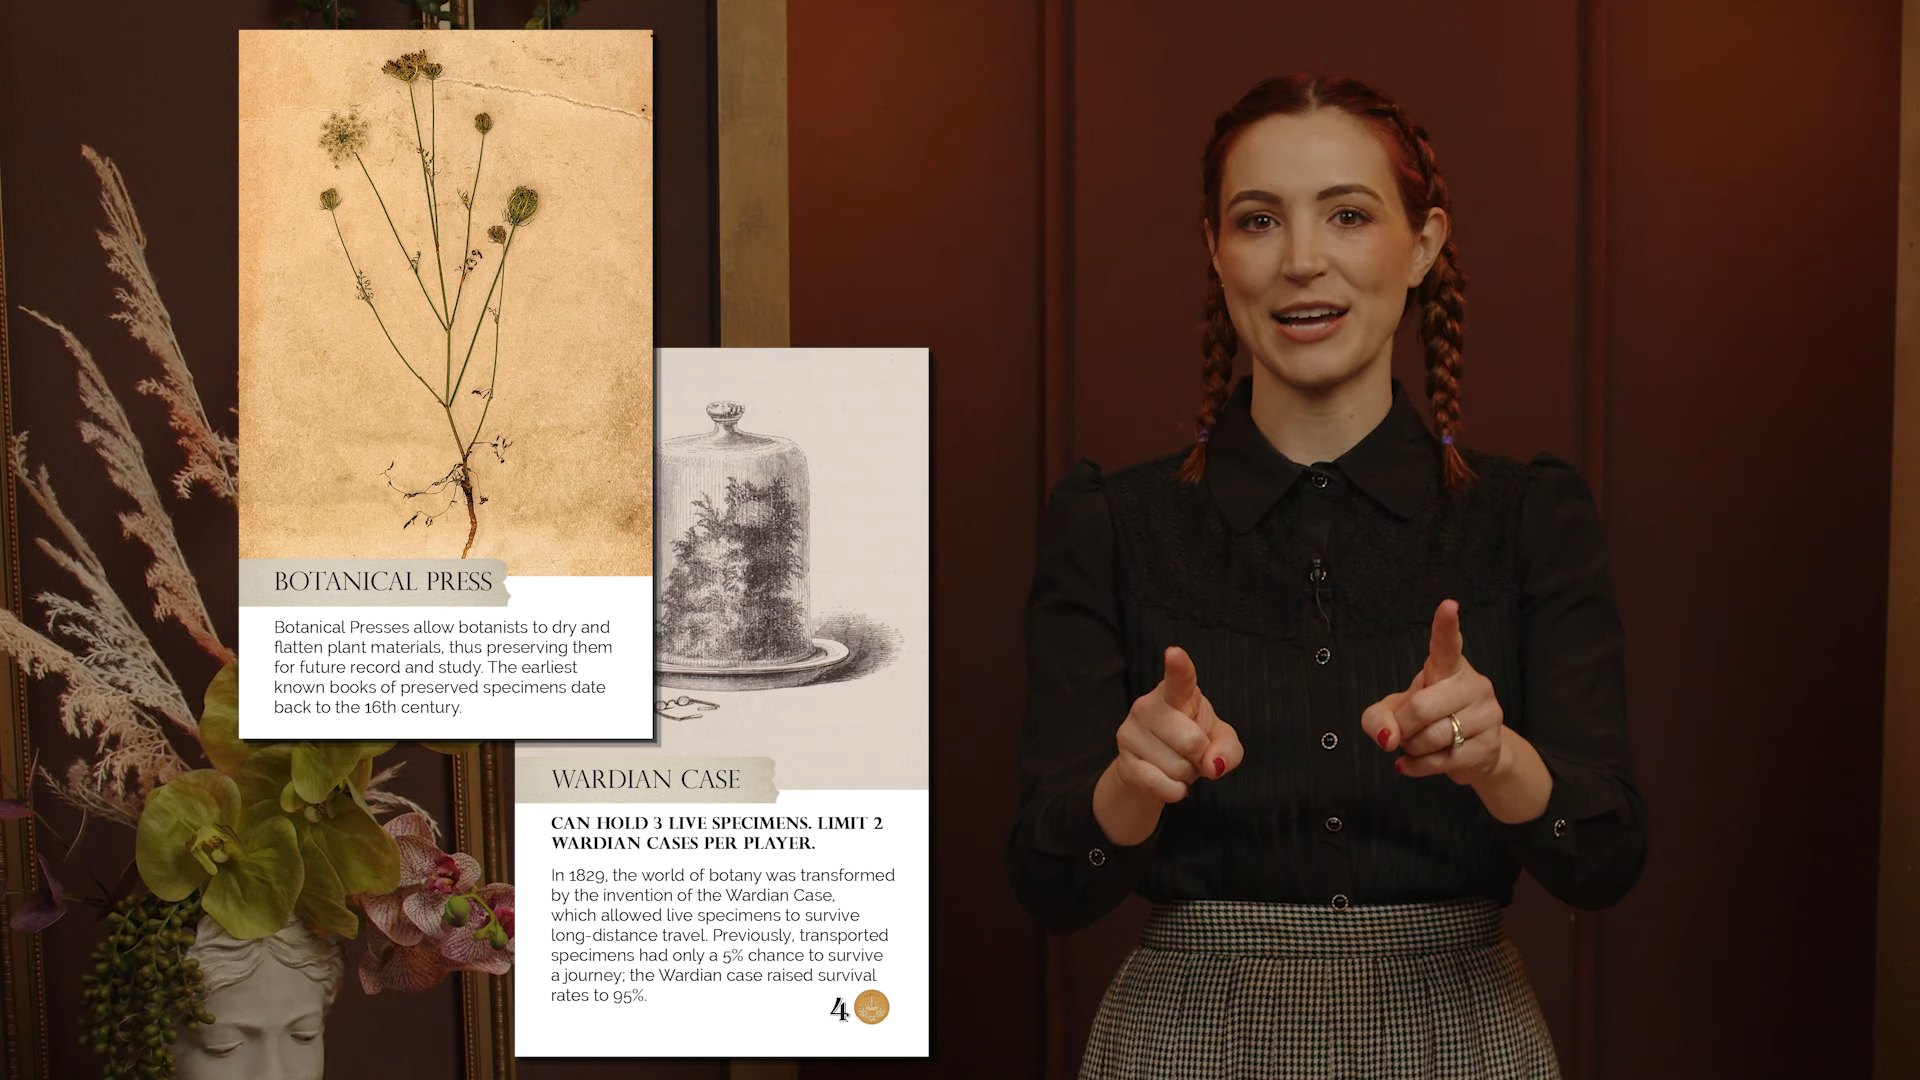 BOTANICAL PRESS
Botanical Presses allow botanists to dry and
flatten plant materials, thus preserving them
for future record and study. The earliest
known books of preserved specimens date
back to the 16th century.
WARDIAN CASE
CAN HOLD 3 LIVE SPECIMENS. LIMIT 2
WARDIAN CASES PER PLAYER.
In 1829, the world of botany was transformed
by the invention of the Wardian Case,
which allowed live specimens to survive
long-distance travel. Previously, transported
specimens had only a 5% chance to survive
a journey; the Wardian case raised survival
rates to 95%.
4